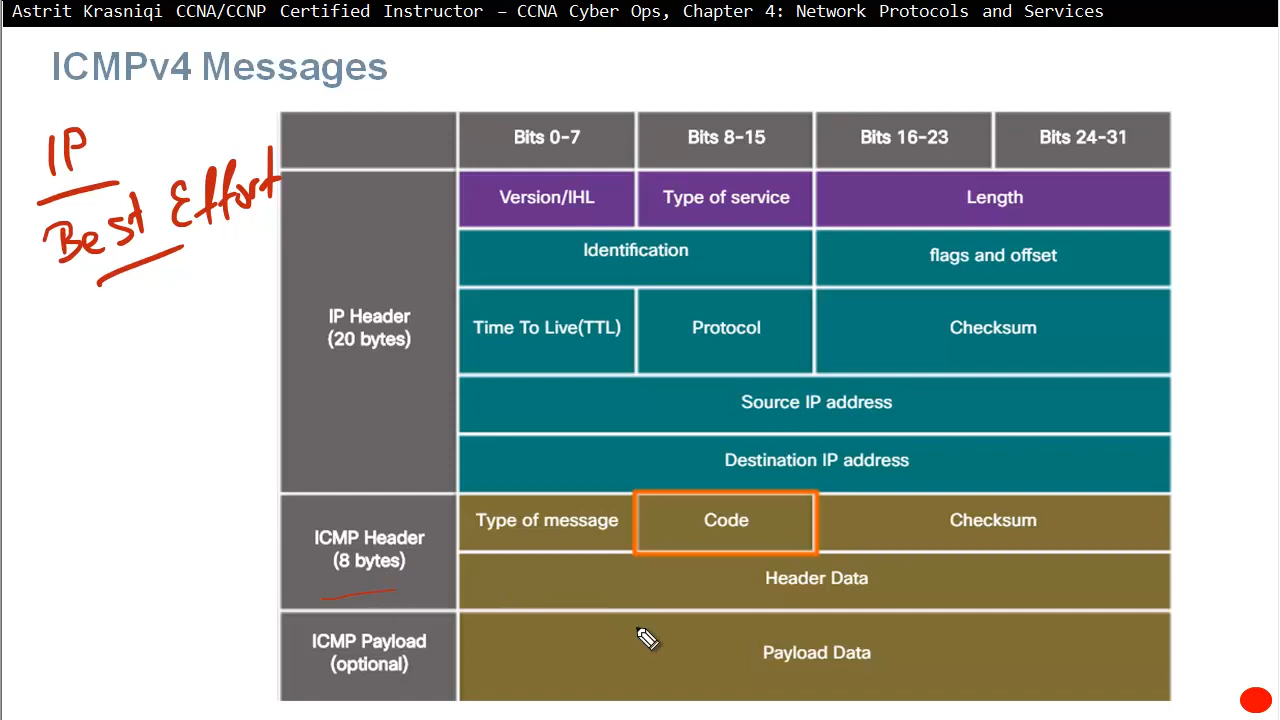 Astrit Krasniqi CCNA/CCNP Certified Instructor – CCNA Cyber Ops, Chapter 4: Network Protocols and Services
ICMPv4 Messages
IP
Best Effort
Bits 0-7 Bits 8-15 Bits 16-23 Bits 24-31
IP Header
(20 bytes)
Version/IHL Type of service Length
Identification flags and offset
Time To Live(TTL) Protocol Checksum
Source IP address
Destination IP address
ICMP Header
(8 bytes)
Type of message Code Checksum
Header Data
ICMP Payload
(optional)
Payload Data